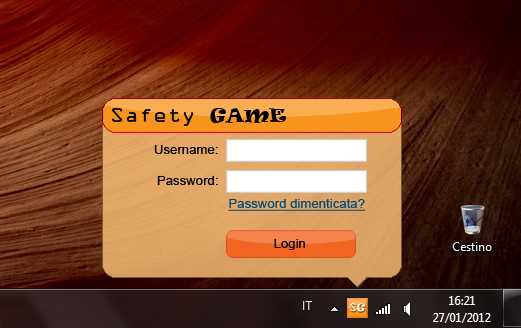 Safety GAME
Username:
Password:
Password dimenticata?
Login
Cestino
IT SG 16:21
27/01/2012